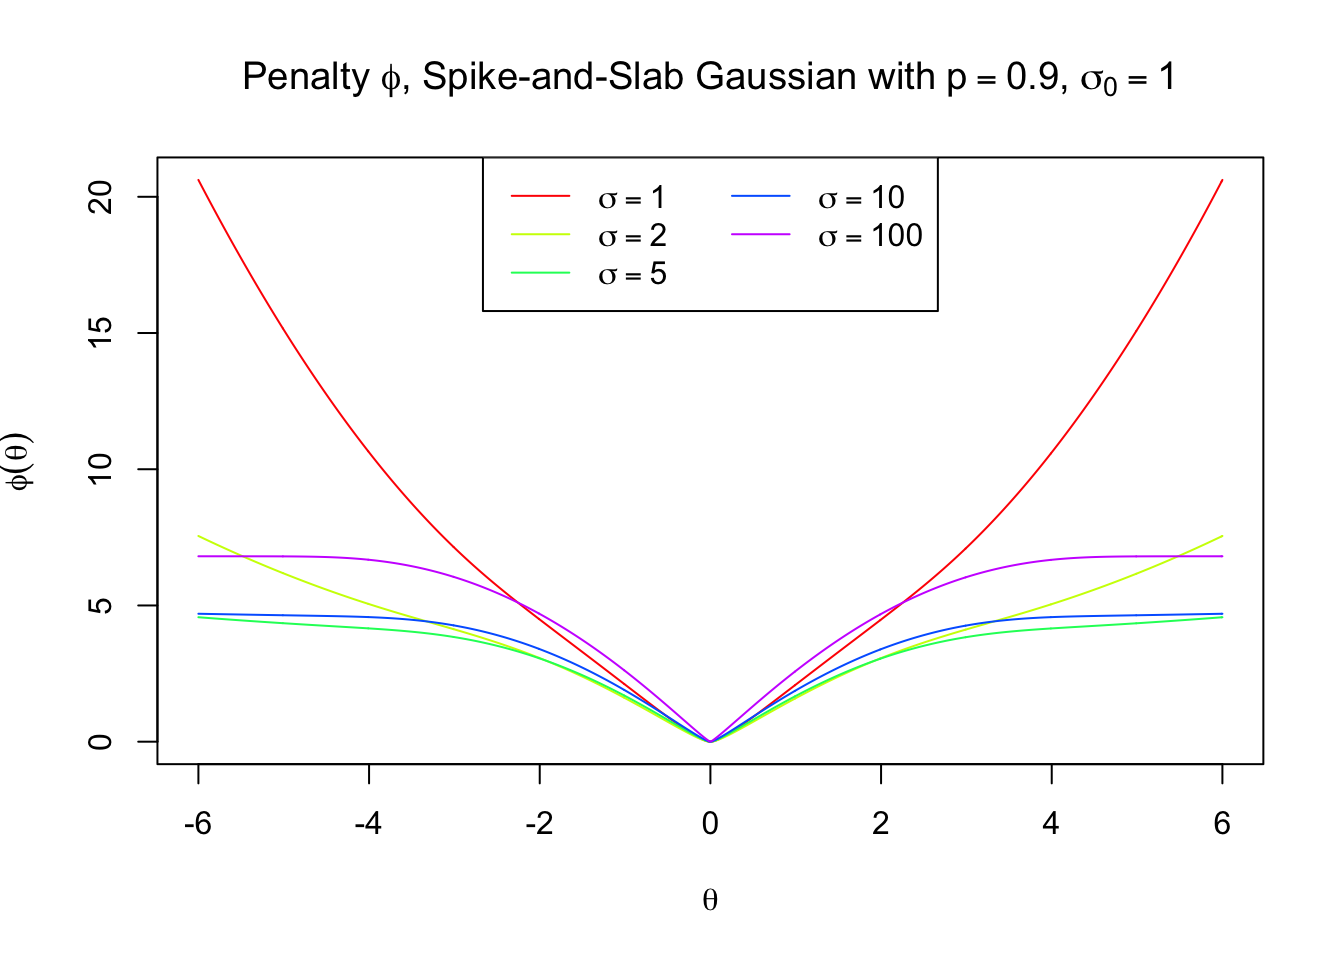 Penalty ϕ, Spike-and-Slab Gaussian with p = 0.9, σ₀ = 1
σ = 1
σ = 2
σ = 5
σ = 10
σ = 100
ϕ(θ)
20
15
10
5
0
-6 -4 -2 0 2 4 6
θ